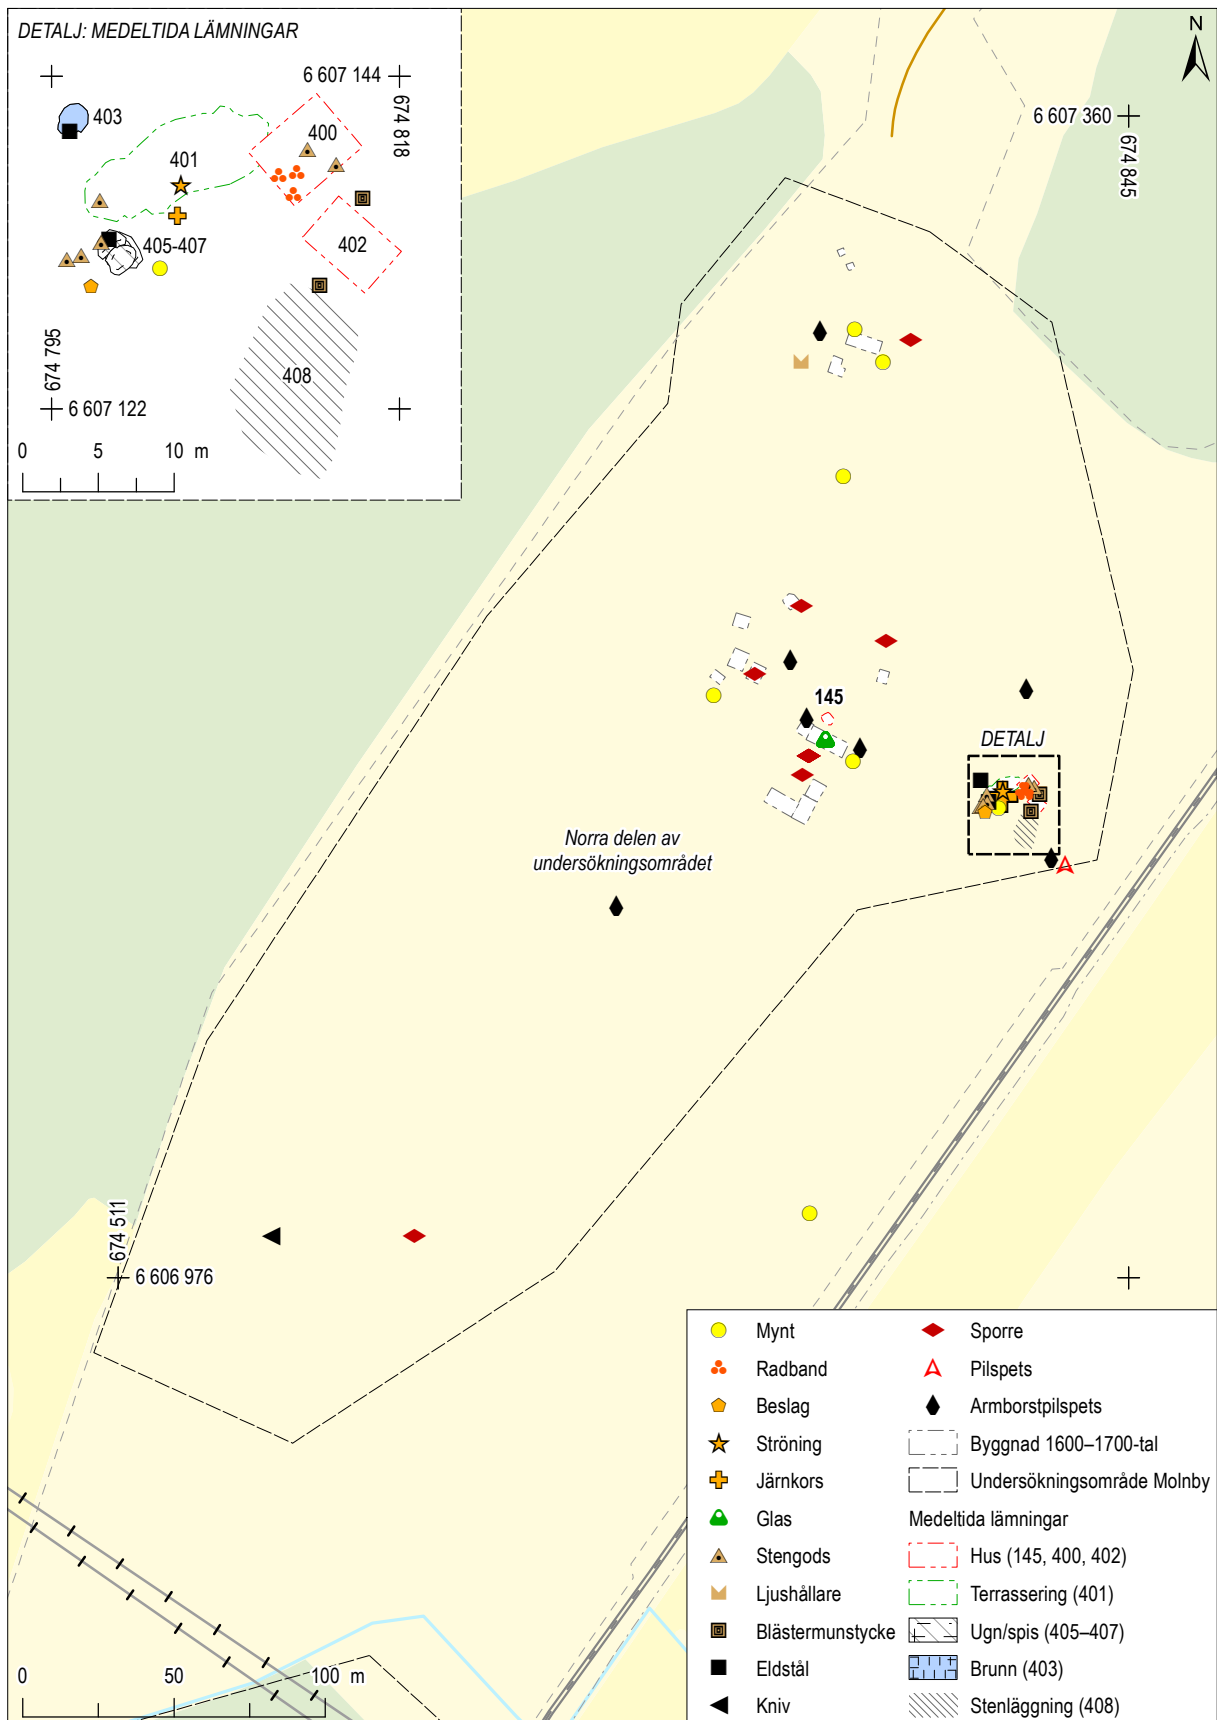 DETALJ: MEDELTIDA LÄMNINGAR
6 607 144
674 818
403
400
401
405-407
402
674 795
408
6 607 122
0 5 10 m
N
6 607 360
674 845
145
DETALJ
Norra delen av
undersökningsområdet
674 511
6 606 976
Mynt
Radband
Beslag
Ströning
Järnkors
Glas
Stengods
Ljushållare
Blästermunstycke
Eldstål
Kniv
Sporre
Pilspets
Armborstpilspets
Byggnad 1600–1700-tal
Undersökningsområde Molnby
Medeltida lämningar
Hus (145, 400, 402)
Terrassering (401)
Ugn/spis (405–407)
Brunn (403)
Stenläggning (408)
0 50 100 m